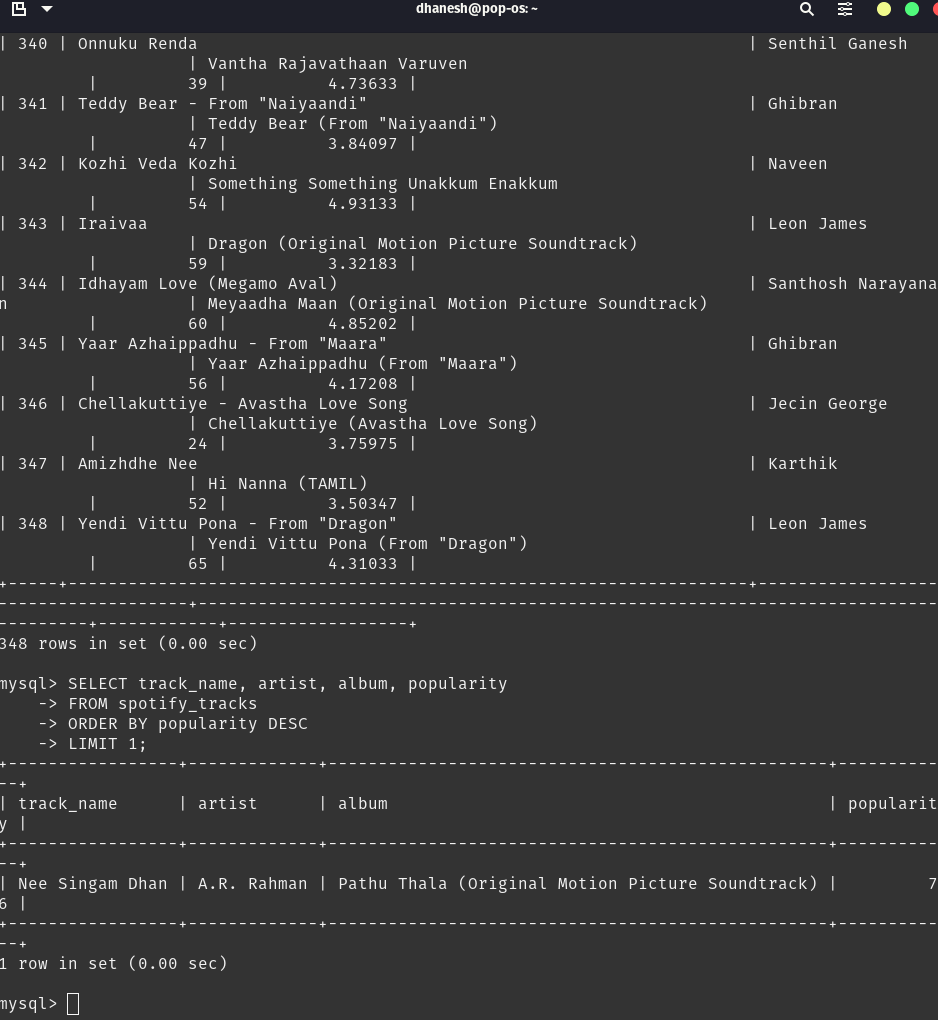 dhanesh@pop-os: ~
| 340 | Onnuku Renda | Senthil Ganesh
| Vantha Rajavathaan Varuven
| 39 | 4.73633 |
| 341 | Teddy Bear - From "Naiyaandi" | Ghibran
| Teddy Bear (From "Naiyaandi")
| 47 | 3.84097 |
| 342 | Kozhi Veda Kozhi | Naveen
| Something Something Unakkum Enakkum
| 54 | 4.93133 |
| 343 | Iraivaa | Leon James
| Dragon (Original Motion Picture Soundtrack)
| 59 | 3.32183 |
| 344 | Idhayam Love (Megamo Aval) | Santhosh Narayana
n | Meyaadha Maan (Original Motion Picture Soundtrack)
| 60 | 4.85202 |
| 345 | Yaar Azhaippadhu - From "Maara" | Ghibran
| Yaar Azhaippadhu (From "Maara")
| 56 | 4.17208 |
| 346 | Chellakuttiye - Avastha Love Song | Jecin George
| Chellakuttiye (Avastha Love Song)
| 24 | 3.75975 |
| 347 | Amizhdhe Nee | Karthik
| Hi Nanna (TAMIL)
| 52 | 3.50347 |
| 348 | Yendi Vittu Pona - From "Dragon" | Leon James
| Yendi Vittu Pona (From "Dragon")
| 65 | 4.31033 |
+-----+--------------------------------------------------------------------+------------------
-------------------+--------------------------------------------------------------------------
---------+------------+------------------+
348 rows in set (0.00 sec)
mysql> SELECT track_name, artist, album, popularity
-> FROM spotify_tracks
-> ORDER BY popularity DESC
-> LIMIT 1;
+-----------------+-------------+--------------------------------------------------+----------
--+
| track_name | artist | album | popularit
y |
+-----------------+-------------+--------------------------------------------------+----------
--+
| Nee Singam Dhan | A.R. Rahman | Pathu Thala (Original Motion Picture Soundtrack) | 7
6 |
+-----------------+-------------+--------------------------------------------------+----------
--+
1 row in set (0.00 sec)
mysql>